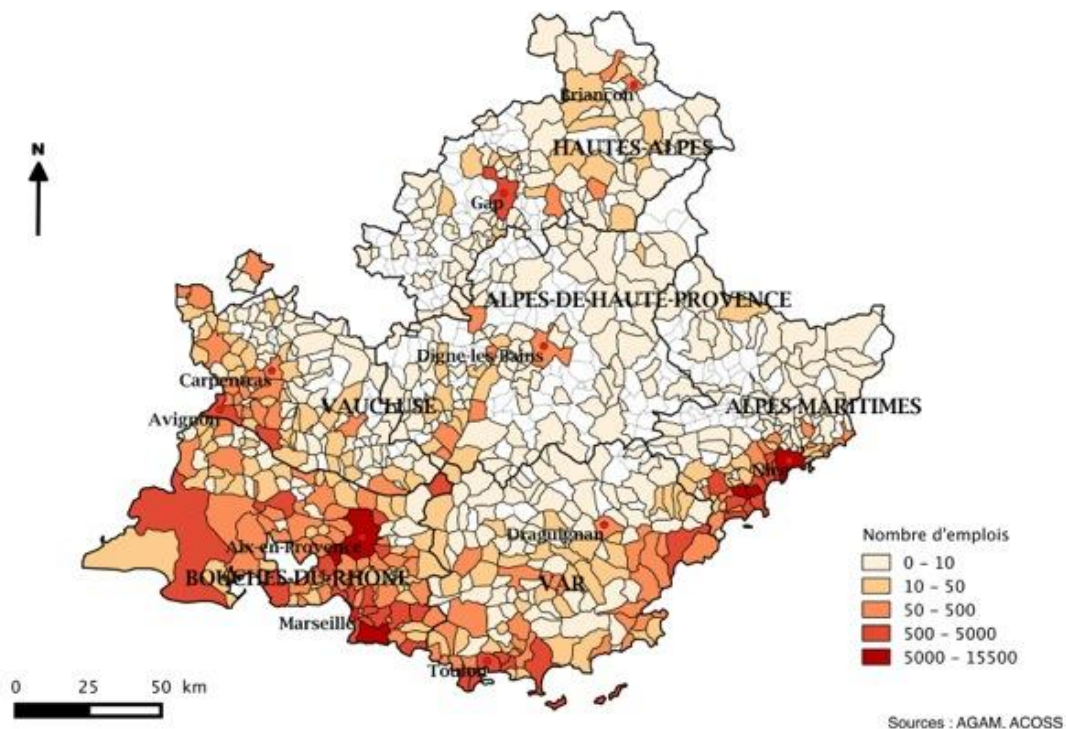 N
Briançon
HAUTES-ALPES
Gap
ALPES-DE-HAUTE-PROVENCE
Digne-les-Bains
Carpentras
VAUCLUSE
ALPES-MARITIMES
Avignon
Nice
Draguignan
Aix-en-Provence
BOUCHES-DU-RHÔNE
VAR
Marseille
Toulon
Nombre d'emplois
0 – 10
10 – 50
50 – 500
500 – 5000
5000 – 15500
0 25 50 km
Sources : AGAM, ACOSS